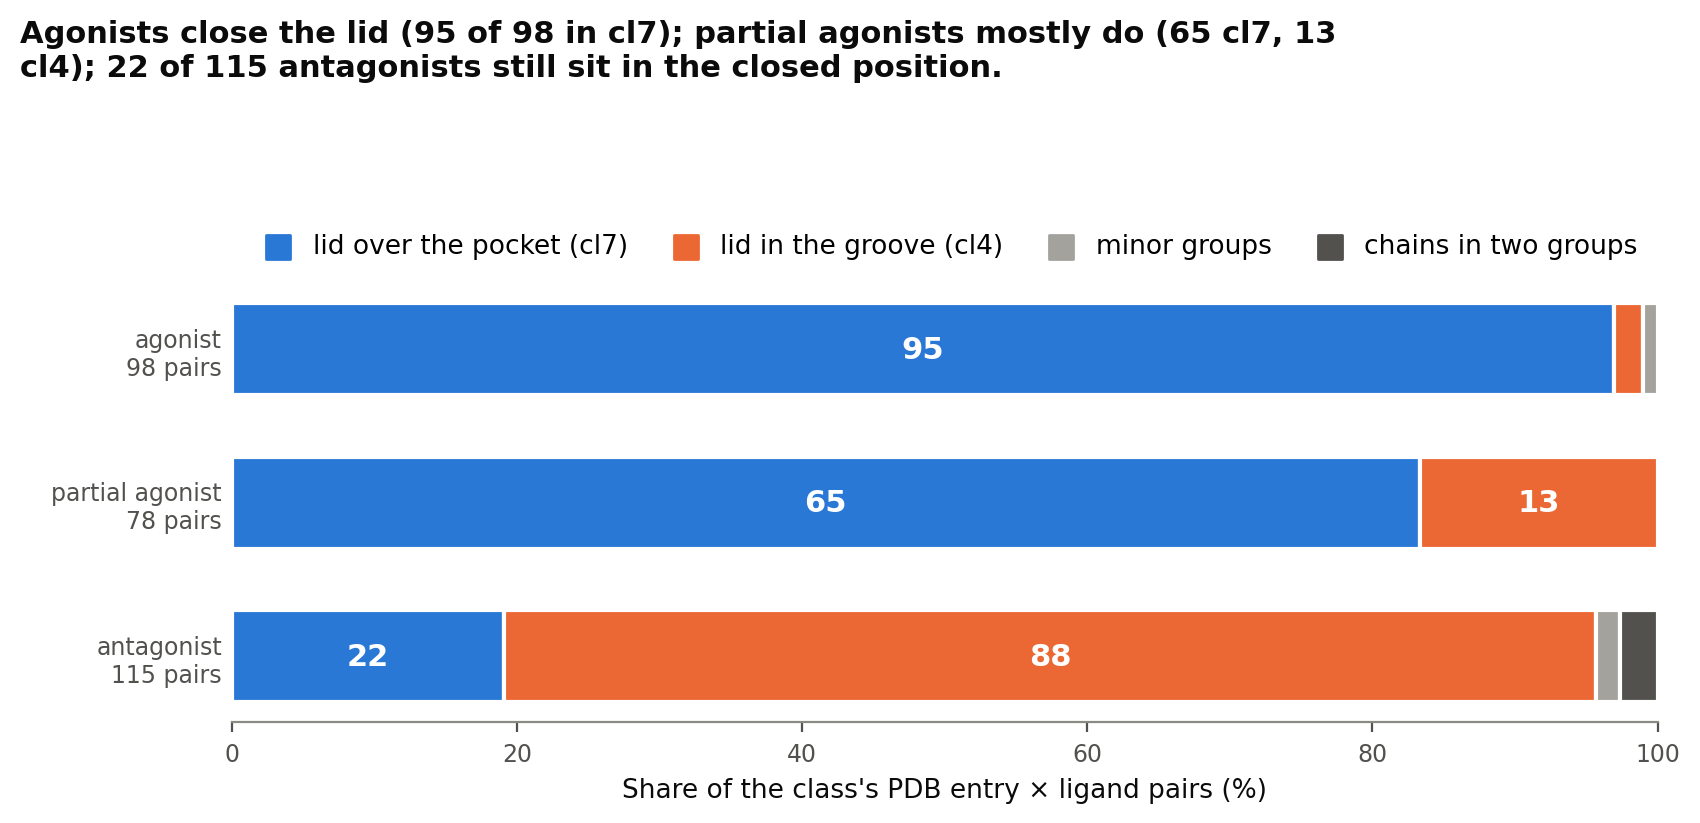 Agonists close the lid (95 of 98 in cl7); partial agonists mostly do (65 cl7, 13
cl4); 22 of 115 antagonists still sit in the closed position.
lid over the pocket (cl7)
lid in the groove (cl4)
minor groups
chains in two groups
agonist
98 pairs
95
partial agonist
78 pairs
65
13
antagonist
115 pairs
22
88
0
20
40
60
80
100
Share of the class's PDB entry × ligand pairs (%)